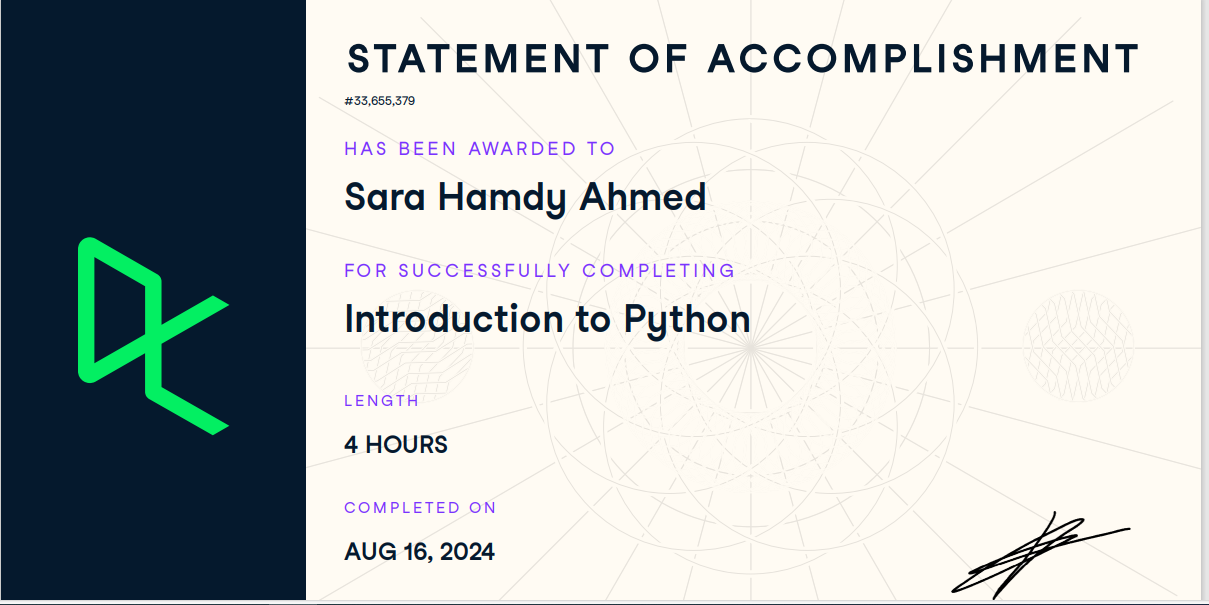 STATEMENT OF ACCOMPLISHMENT
#33,655,379
HAS BEEN AWARDED TO
Sara Hamdy Ahmed
FOR SUCCESSFULLY COMPLETING
Introduction to Python
LENGTH
4 HOURS
COMPLETED ON
AUG 16, 2024